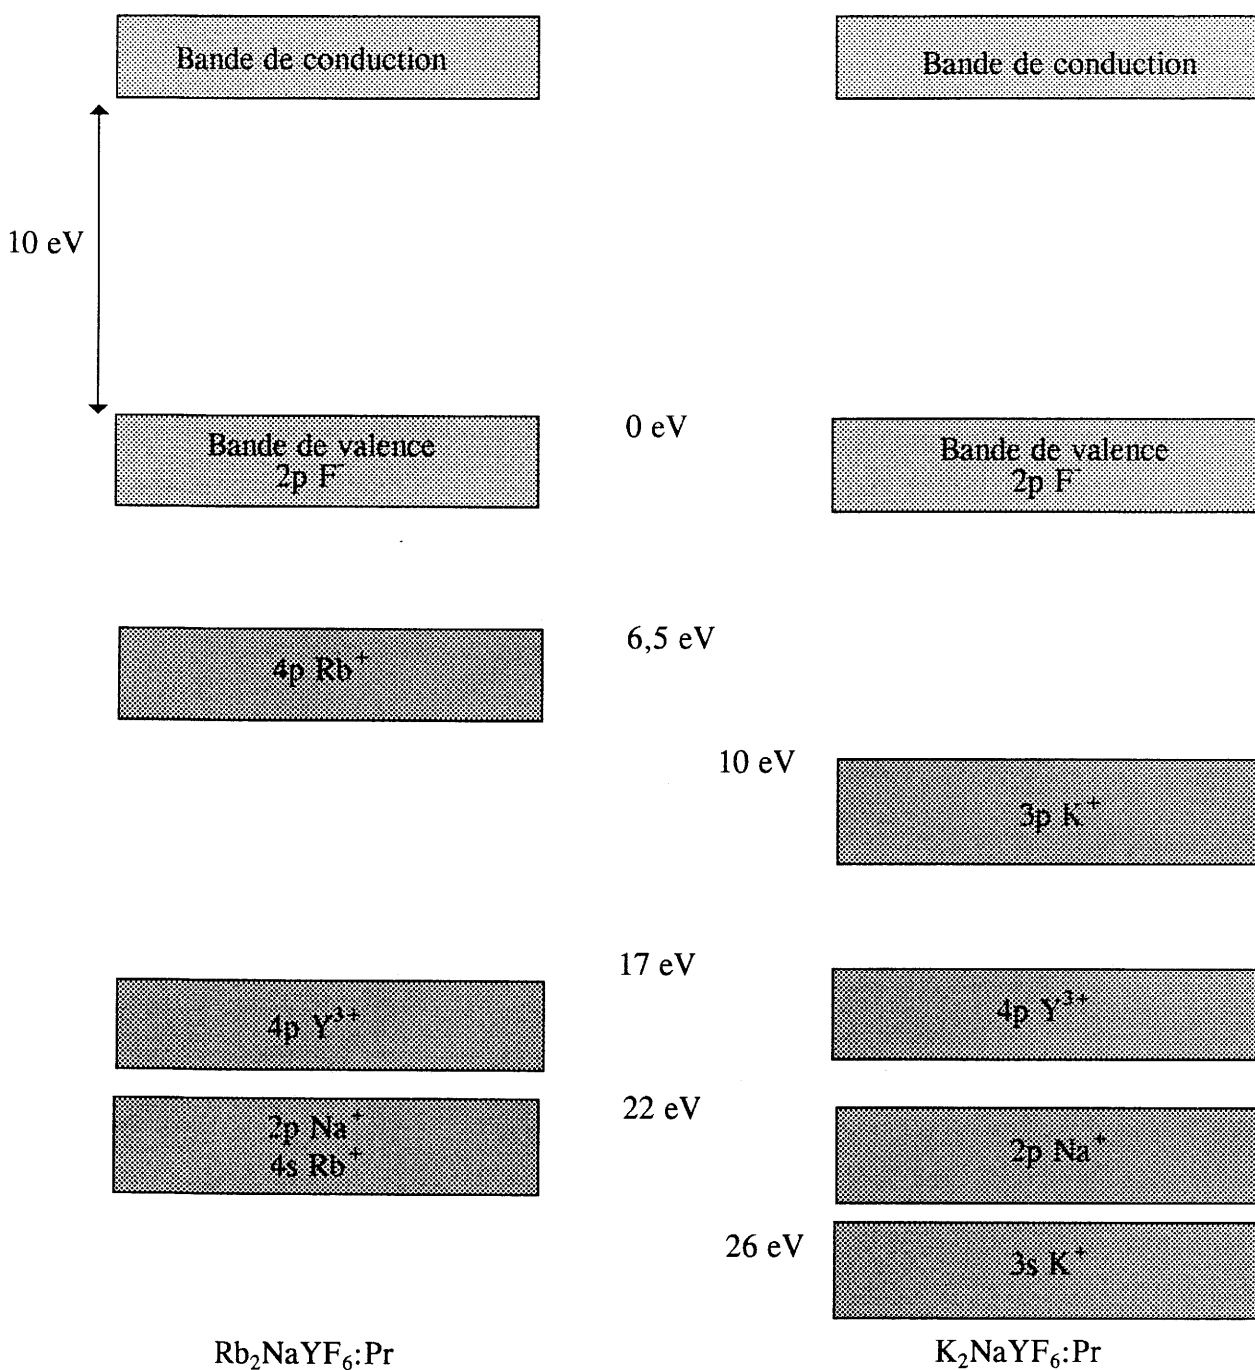 Bande de conduction
Bande de conduction
10 eV
Bande de valence
2p F⁻
0 eV
Bande de valence
2p F⁻
4p Rb⁺
6,5 eV
10 eV
3p K⁺
17 eV
4p Y³⁺
4p Y³⁺
2p Na⁺
4s Rb⁺
22 eV
2p Na⁺
26 eV
3s K⁺
Rb₂NaYF₆:Pr
K₂NaYF₆:Pr